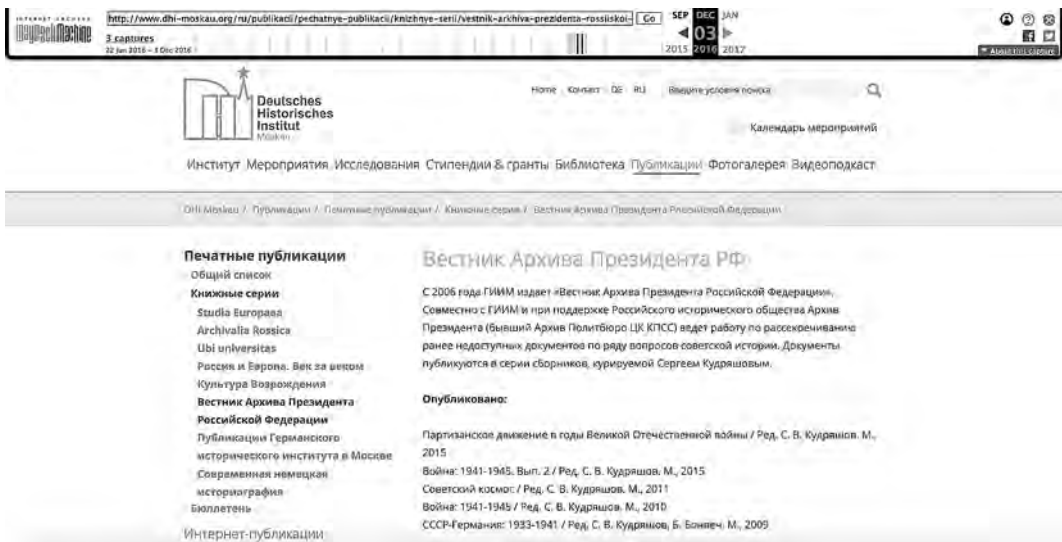 INTERNET ARCHIVE
WayBackMachine
http://www.dhi-moskau.org/ru/publikacii/pechatnye-publikacii/knizhnye-serii/vestnik-arkhiva-prezidenta-rossiiskoi-
Go
SEP DEC JAN
03
2015 2016 2017
3 captures
22 Jan 2016 – 3 Dec 2016
About this capture
Deutsches
Historisches
Institut
Moskau
Home Контакт DE RU Введите условия поиска
Календарь мероприятий
Институт Мероприятия Исследования Стипендии & гранты Библиотека Публикации Фотогалерея Видеоподкаст
DHI Moskau / Публикации / Печатные публикации / Книжные серии / Вестник Архива Президента Российской Федерации
Печатные публикации
Общий список
Книжные серии
Studia Europaea
Archivalia Rossica
Ubi universitas
Россия и Европа. Век за веком
Культура Возрождения
Вестник Архива Президента
Российской Федерации
Публикации Германского
исторического института в Москве
Современная немецкая
историография
Бюллетень
Интернет-публикации
Вестник Архива Президента РФ
С 2006 года ГИИМ издает «Вестник Архива Президента Российской Федерации».
Совместно с ГИИМ и при поддержке Российского исторического общества Архив
Президента (бывший Архив Политбюро ЦК КПСС) ведет работу по рассекречиванию
ранее недоступных документов по ряду вопросов советской истории. Документы
публикуются в серии сборников, курируемой Сергеем Кудряшовым.
Опубликовано:
Партизанское движение в годы Великой Отечественной войны / Ред. С. В. Кудряшов. М.,
2015
Война: 1941-1945. Вып. 2 / Ред. С. В. Кудряшов. М., 2015
Советский космос / Ред. С. В. Кудряшов. М., 2011
Война: 1941-1945 / Ред. С. В. Кудряшов. М., 2010
СССР-Германия: 1933-1941 / Ред. С. В. Кудряшов, Б. Бонвеч. М., 2009